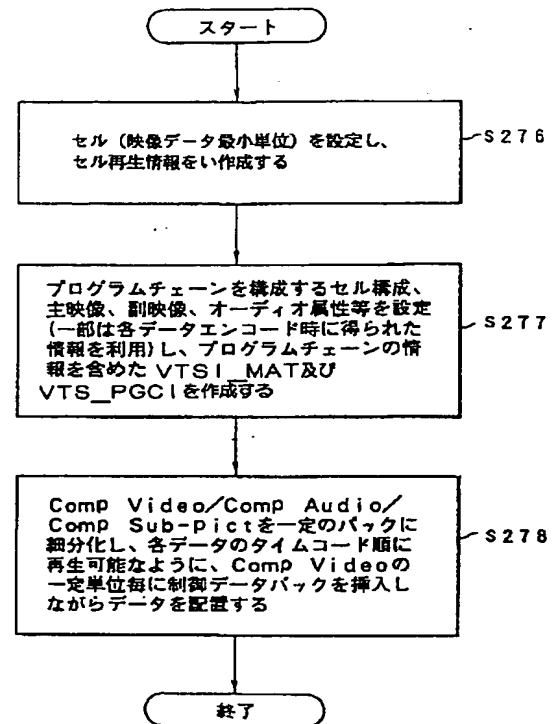 スタート
セル（映像データ最小単位）を設定し、
セル再生情報をい作成する
S276
プログラムチェーンを構成するセル構成、
主映像、副映像、オーディオ属性等を設定
(一部は各データエンコード時に得られた
情報を利用)し、プログラムチェーンの情
報を含めたVTSI_MAT及び
VTS_PGCIを作成する
S277
Comp Video/Comp Audio/
Comp Sub-pictを一定のパックに
細分化し、各データのタイムコード順に
再生可能なように、Comp Videoの
一定単位毎に制御データパックを挿入し
ながらデータを配置する
S278
終了